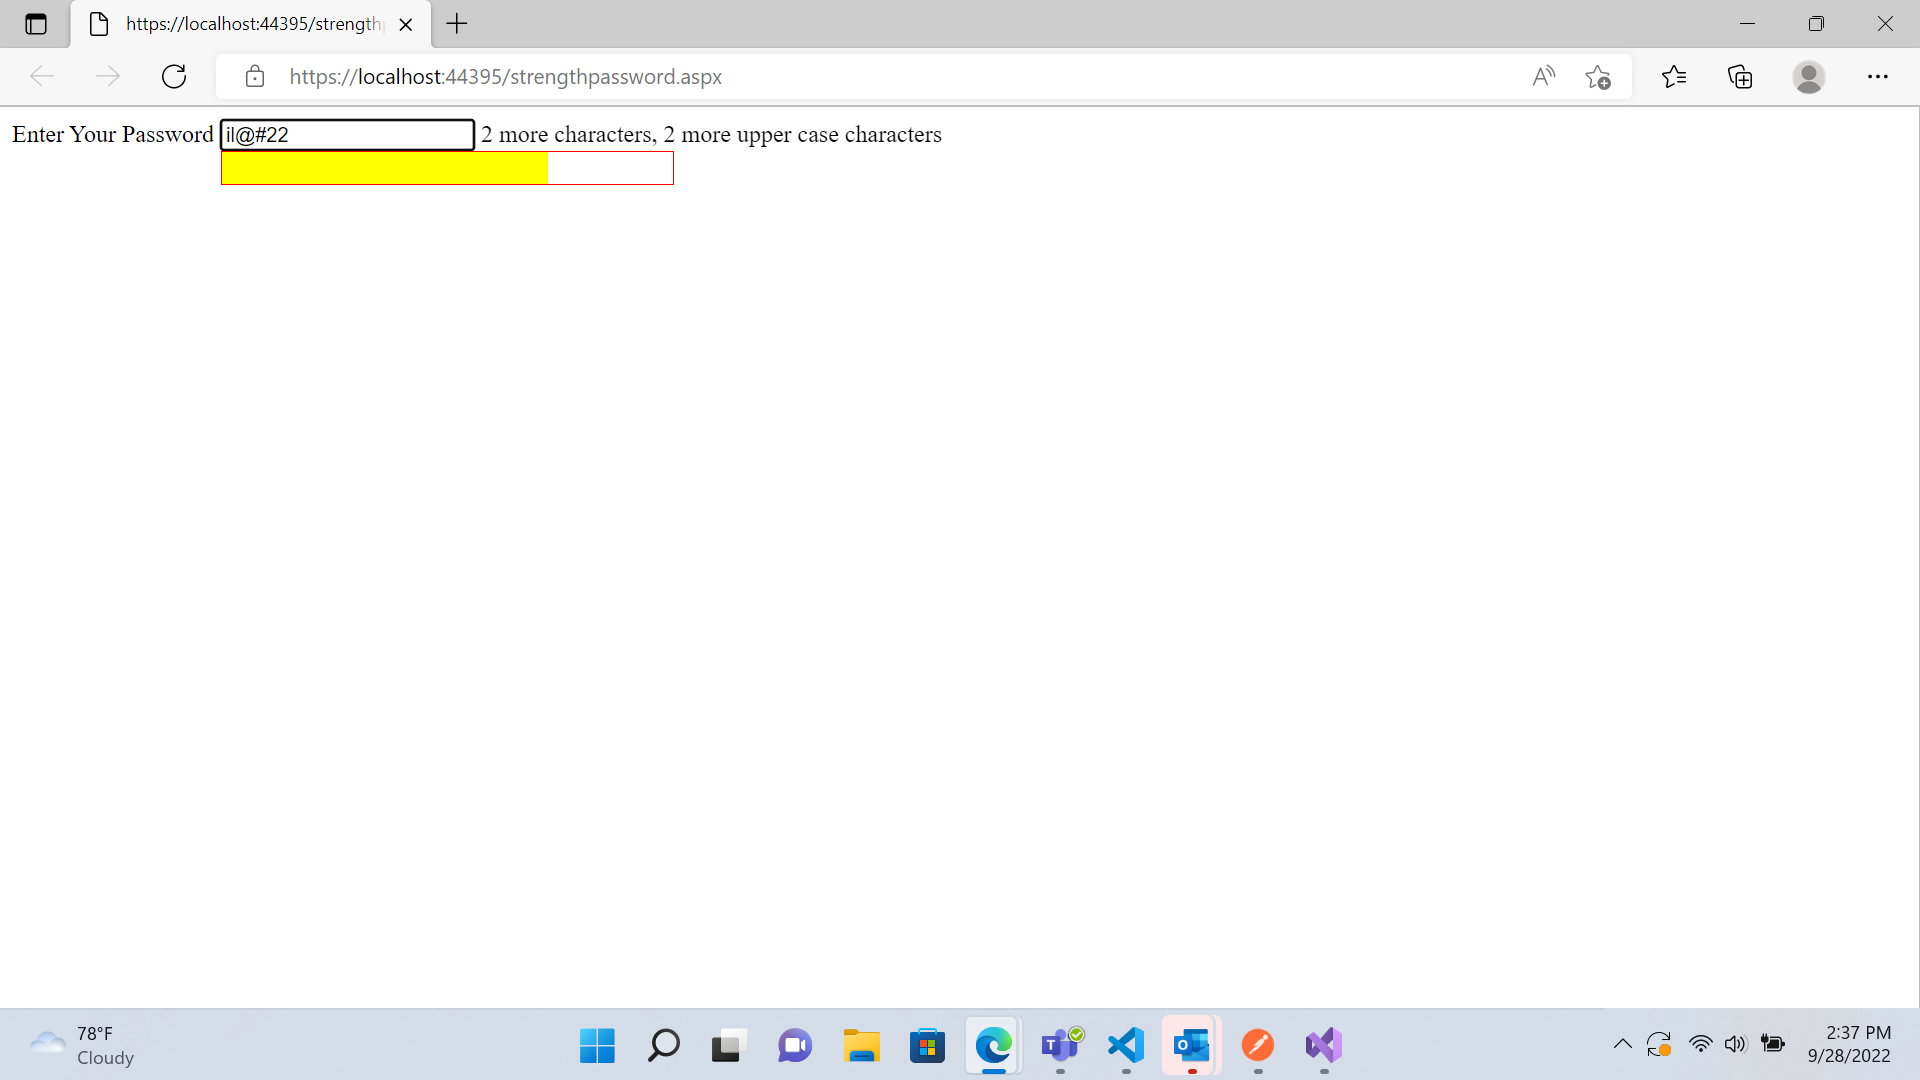 https://localhost:44395/strength
https://localhost:44395/strengthpassword.aspx
Enter Your Password il@#22 2 more characters, 2 more upper case characters
78°F
Cloudy
2:37 PM
9/28/2022